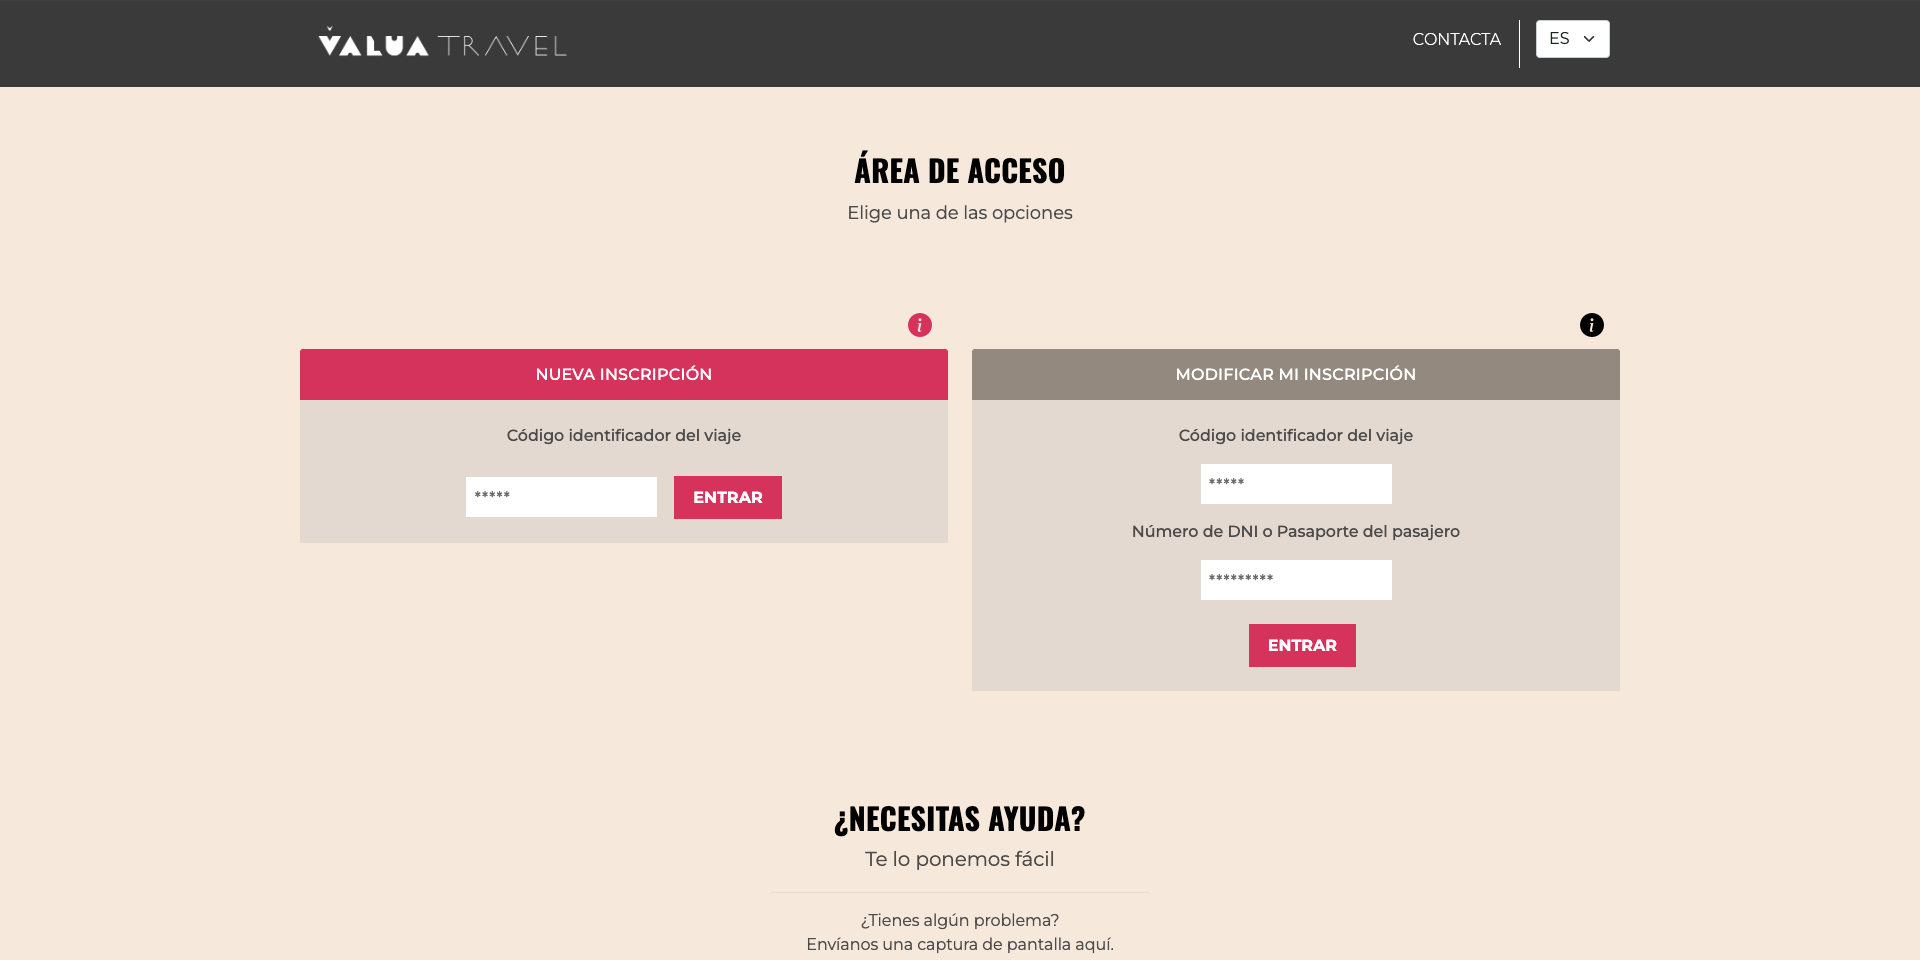 VALUA TRAVEL
CONTACTA
ES
ÁREA DE ACCESO
Elige una de las opciones
i
i
NUEVA INSCRIPCIÓN
Código identificador del viaje
*****
ENTRAR
MODIFICAR MI INSCRIPCIÓN
Código identificador del viaje
*****
Número de DNI o Pasaporte del pasajero
*********
ENTRAR
¿NECESITAS AYUDA?
Te lo ponemos fácil
¿Tienes algún problema?
Envíanos una captura de pantalla aquí.